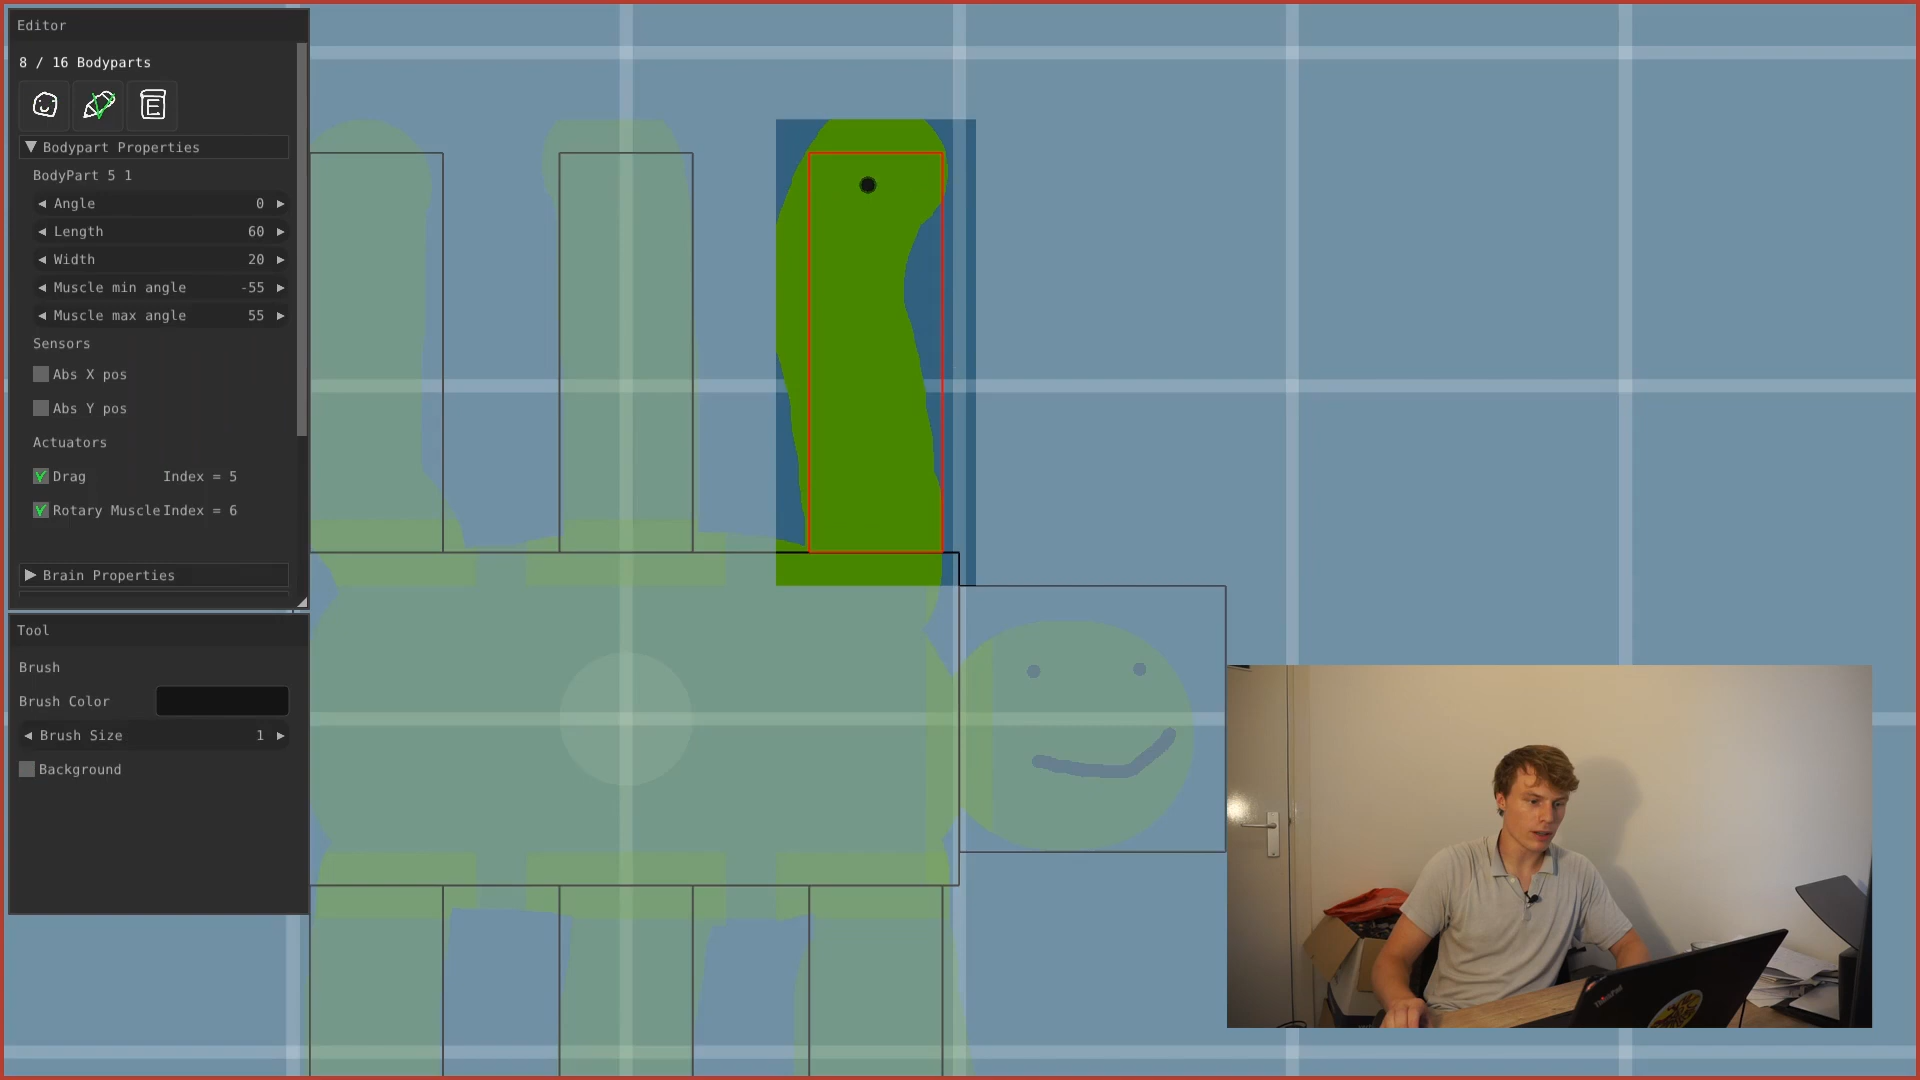 Editor
8 / 16 Bodyparts
E
Bodypart Properties
BodyPart 5 1
Angle 0
Length 60
Width 20
Muscle min angle -55
Muscle max angle 55
Sensors
Abs X pos
Abs Y pos
Actuators
Drag Index = 5
Rotary Muscle Index = 6
Brain Properties
Tool
Brush
Brush Color
Brush Size 1
Background
ThinkPad